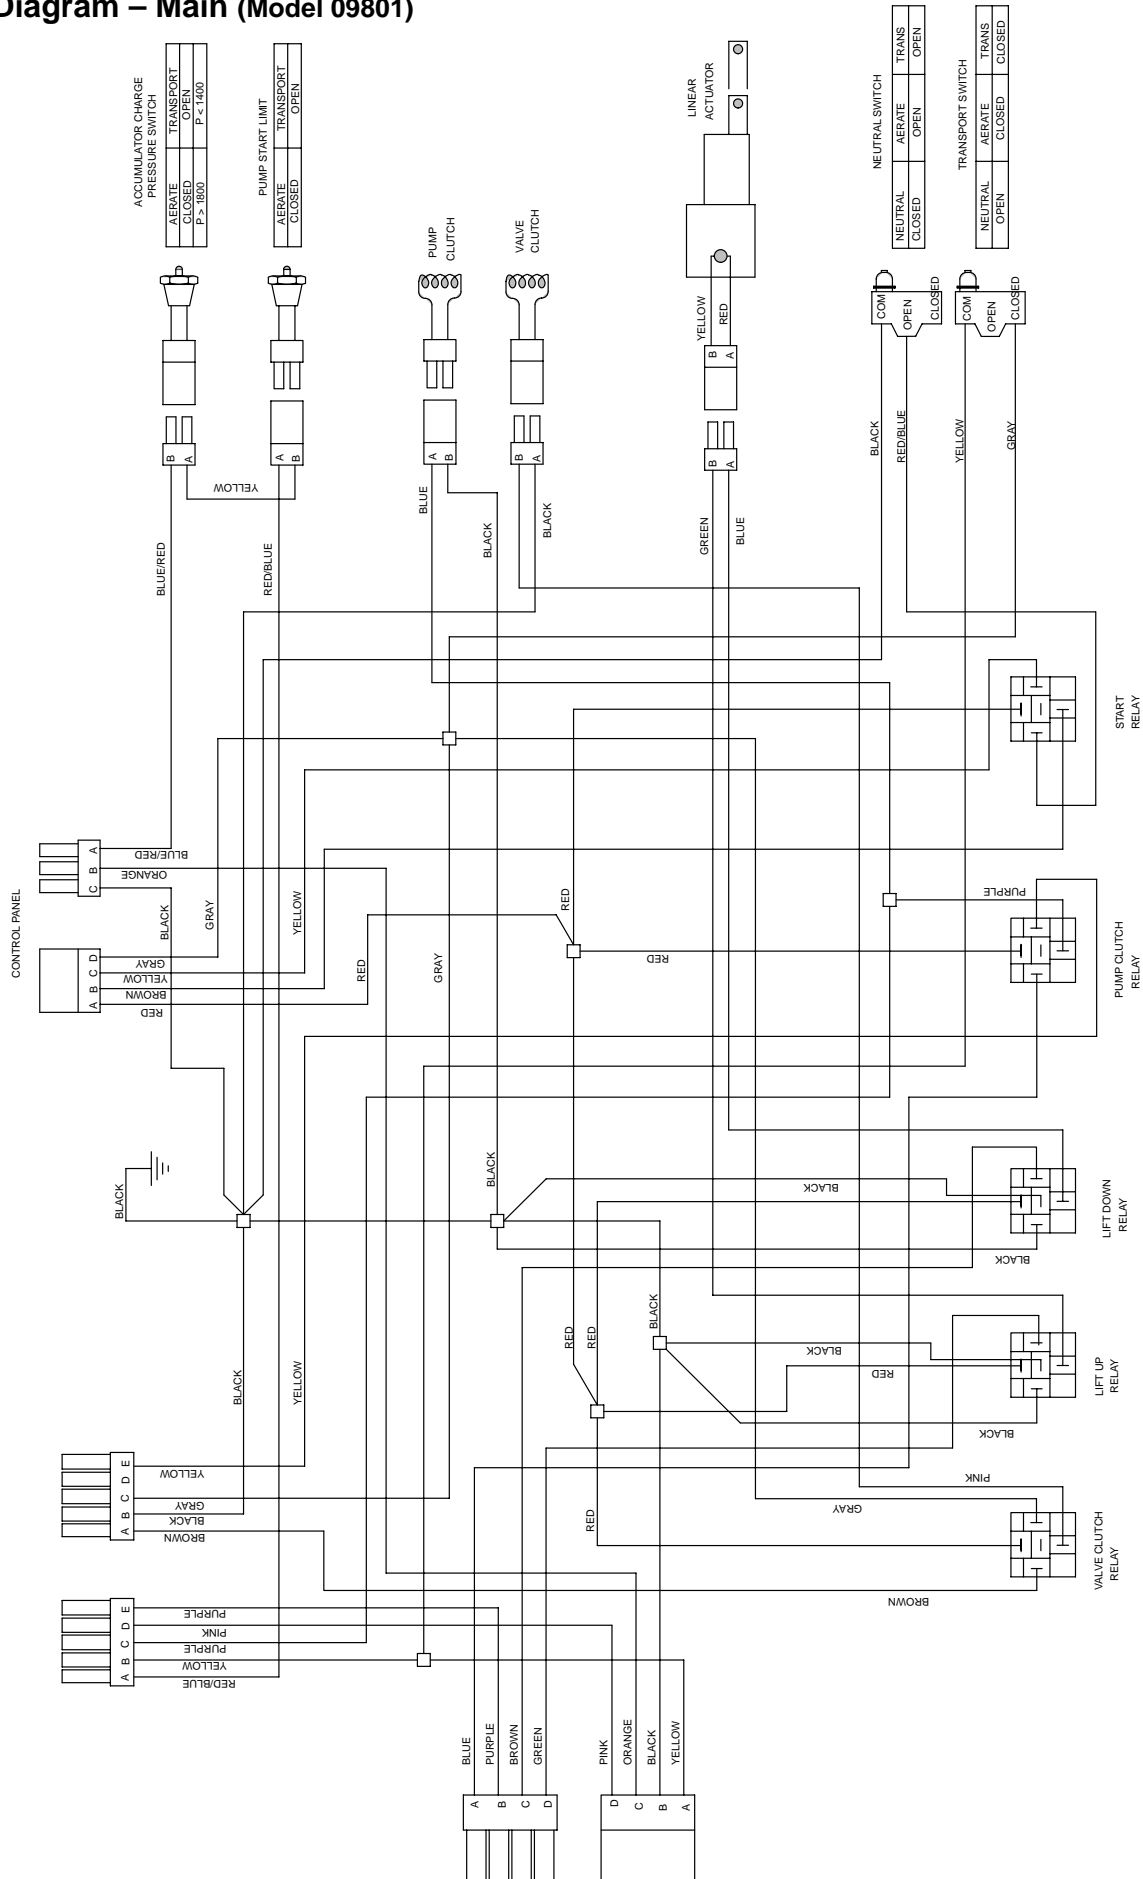 Diagram – Main (Model 09801)
ACCUMULATOR CHARGE
PRESSURE SWITCH
AERATE TRANSPORT
CLOSED OPEN
P > 1800 P < 1400
PUMP START LIMIT
AERATE TRANSPORT
CLOSED OPEN
PUMP
CLUTCH
VALVE
CLUTCH
LINEAR
ACTUATOR
NEUTRAL SWITCH
NEUTRAL AERATE TRANS
CLOSED OPEN OPEN
TRANSPORT SWITCH
NEUTRAL AERATE TRANS
OPEN CLOSED CLOSED
YELLOW
RED
B
A
COM
OPEN
CLOSED
COM
OPEN
CLOSED
BLACK
RED/BLUE
YELLOW
GRAY
B
A
A
B
A
B
B
A
B
A
YELLOW
BLUE
BLACK
BLACK
GREEN
BLUE
BLUE/RED
RED/BLUE
START
RELAY
CONTROL PANEL
A
B
C
BLUE/RED
ORANGE
BLACK
GRAY
YELLOW
RED
GRAY
RED
D
C
B
A
GRAY
YELLOW
BROWN
RED
RED
PURPLE
PUMP CLUTCH
RELAY
BLACK
BLACK
BLACK
BLACK
LIFT DOWN
RELAY
RED
RED
BLACK
BLACK
RED
BLACK
LIFT UP
RELAY
BLACK
YELLOW
E
D
C
B
A
YELLOW
GRAY
BLACK
BROWN
RED
PINK
GRAY
BROWN
VALVE CLUTCH
RELAY
E
D
C
B
A
PURPLE
PINK
PURPLE
YELLOW
RED/BLUE
BLUE
PURPLE
BROWN
GREEN
PINK
ORANGE
BLACK
YELLOW
A
B
C
D
D
C
B
A